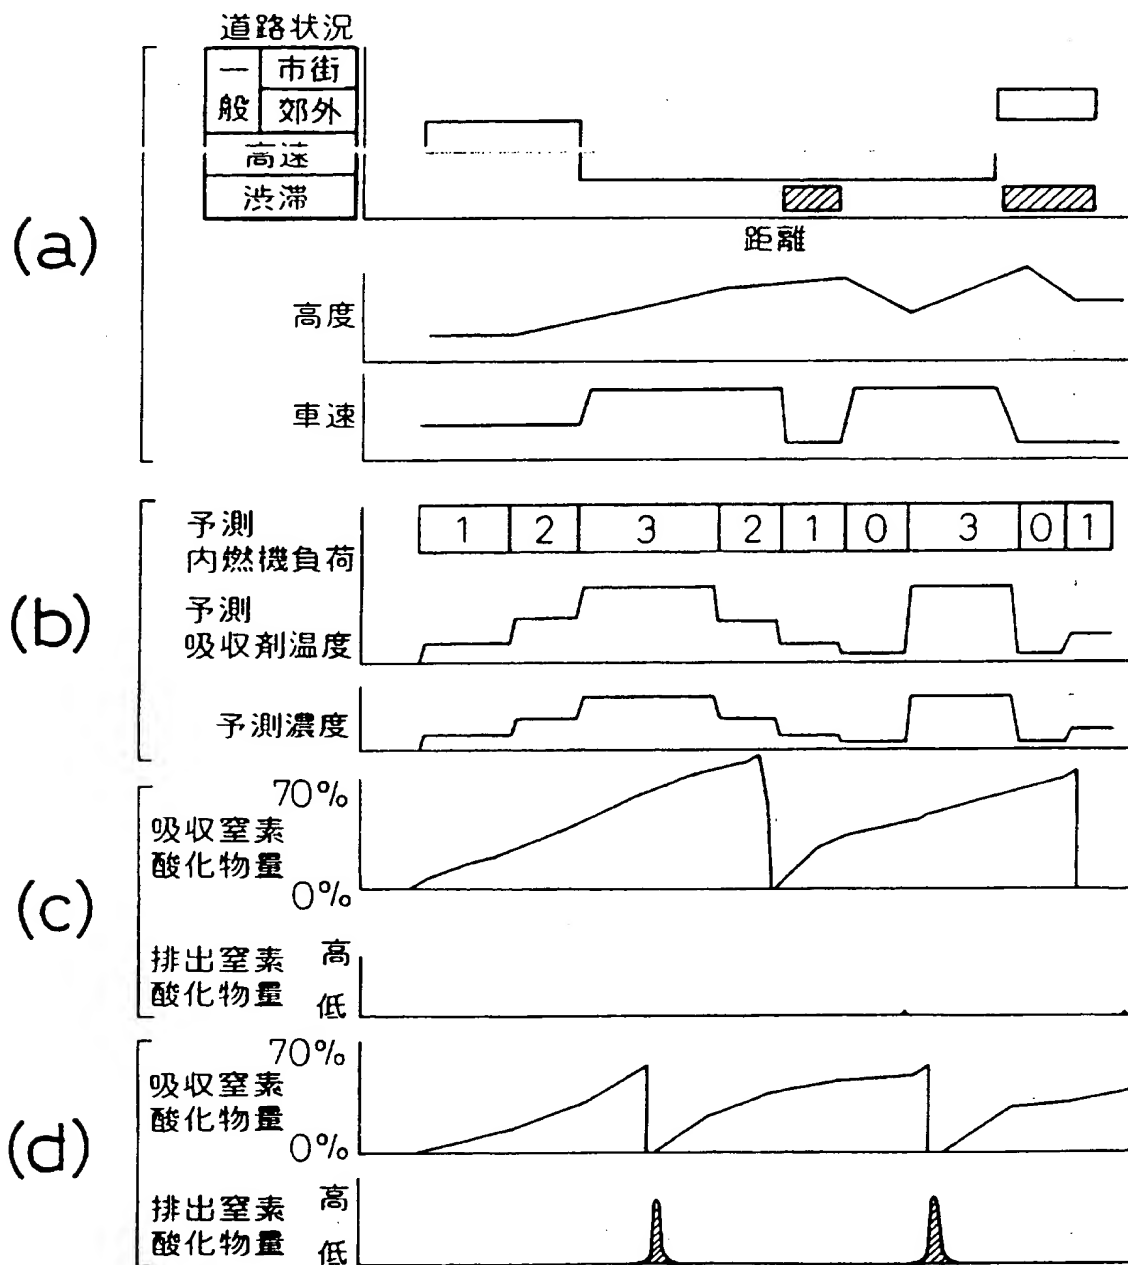 道路状況
一般 市街
郊外
高速
渋滞
(a)
距離
高度
車速
(b)
予測
内燃機負荷
1 2 3 2 1 0 3 0 1
予測
吸収剤温度
予測濃度
(c)
70%
吸収窒素
酸化物量
0%
排出窒素
酸化物量
高
低
(d)
70%
吸収窒素
酸化物量
0%
排出窒素
酸化物量
高
低